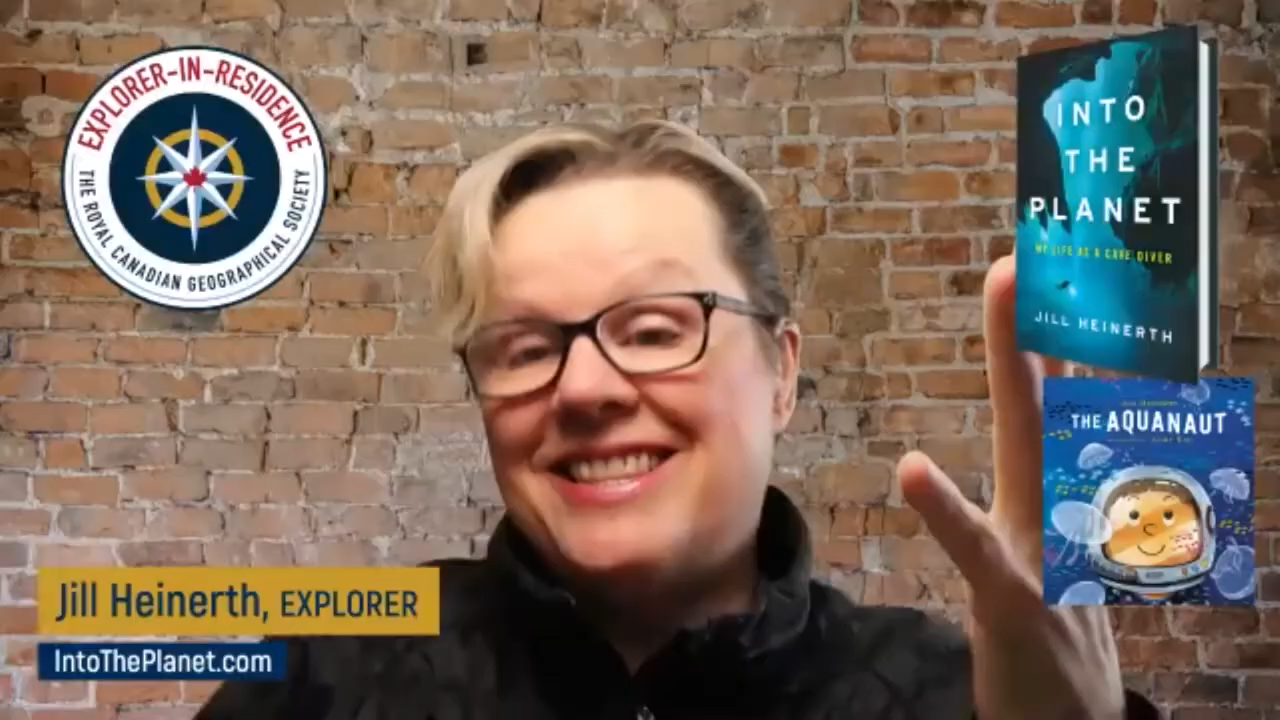 EXPLORER-IN-RESIDENCE
THE ROYAL CANADIAN GEOGRAPHICAL SOCIETY
INTO
THE
PLANET
MY LIFE AS A CAVE DIVER
JILL HEINERTH
THE AQUANAUT
Jill Heinerth, EXPLORER
IntoThePlanet.com